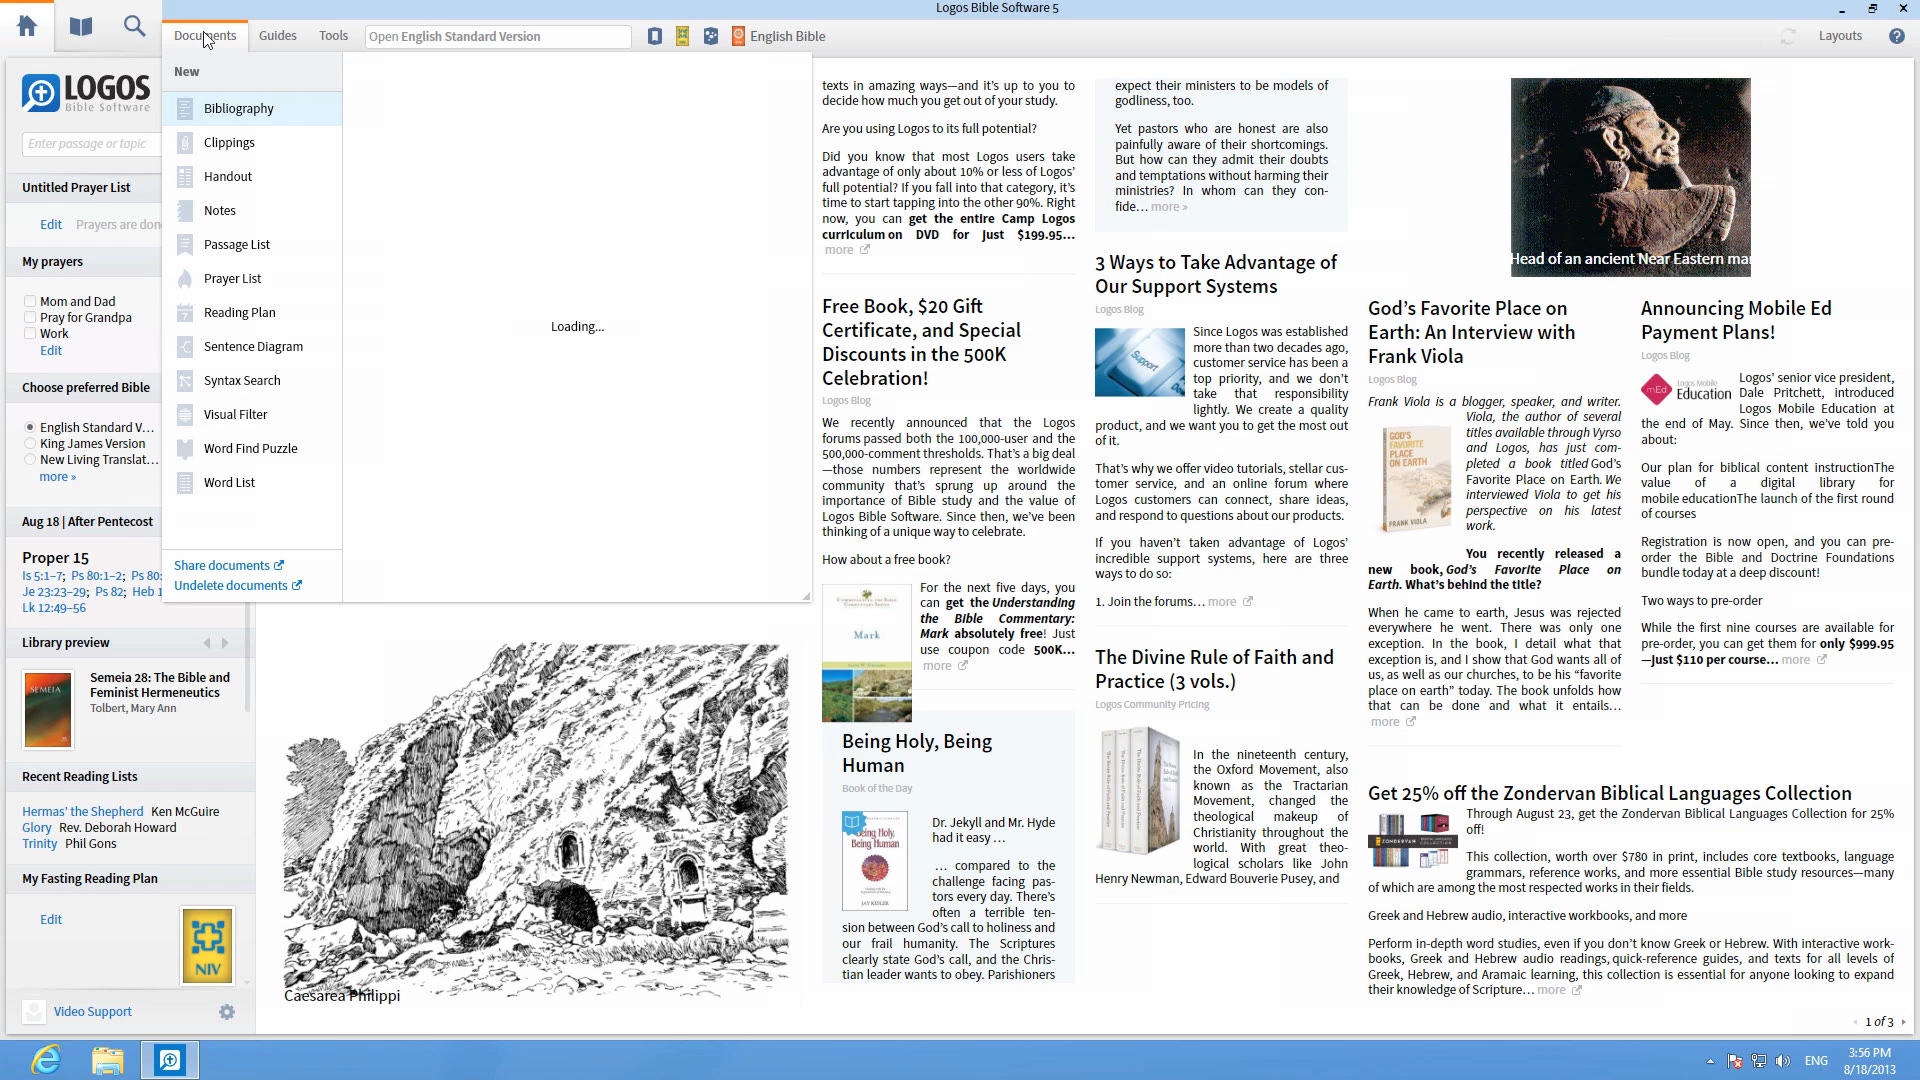 Logos Bible Software 5
Documents
Guides
Tools
Open English Standard Version
English Bible
Layouts
New
Bibliography
Clippings
Handout
Notes
Passage List
Prayer List
Reading Plan
Sentence Diagram
Syntax Search
Visual Filter
Word Find Puzzle
Word List
Share documents
Undelete documents
Loading...
LOGOS
Bible Software
Enter passage or topic
Untitled Prayer List
Edit Prayers are don
My prayers
Mom and Dad
Pray for Grandpa
Work
Edit
Choose preferred Bible
English Standard V…
King James Version
New Living Translat…
more »
Aug 18 | After Pentecost
Proper 15
Is 5:1–7; Ps 80:1–2; Ps 80:
Je 23:23–29; Ps 82; Heb 1
Lk 12:49–56
Library preview
SEMEIA
Semeia 28: The Bible and
Feminist Hermeneutics
Tolbert, Mary Ann
Recent Reading Lists
Hermas’ the Shepherd Ken McGuire
Glory Rev. Deborah Howard
Trinity Phil Gons
My Fasting Reading Plan
Edit
NIV
Video Support
Caesarea Philippi
texts in amazing ways—and it’s up to you to
decide how much you get out of your study.
Are you using Logos to its full potential?
Did you know that most Logos users take
advantage of only about 10% or less of Logos’
full potential? If you fall into that category, it’s
time to start tapping into the other 90%. Right
now, you can get the entire Camp Logos
curriculum on DVD for just $199.95…
more
Free Book, $20 Gift
Certificate, and Special
Discounts in the 500K
Celebration!
Logos Blog
We recently announced that the Logos
forums passed both the 100,000-user and the
500,000-comment thresholds. That’s a big deal
—those numbers represent the worldwide
community that’s sprung up around the
importance of Bible study and the value of
Logos Bible Software. Since then, we’ve been
thinking of a unique way to celebrate.
How about a free book?
Mark
For the next five days, you
can get the Understanding
the Bible Commentary:
Mark absolutely free! Just
use coupon code 500K…
more
Being Holy, Being
Human
Book of the Day
Being Holy,
Being Human
JAY KESLER
Dr. Jekyll and Mr. Hyde
had it easy …
… compared to the
challenge facing pas-
tors every day. There’s
often a terrible ten-
sion between God’s call to holiness and
our frail humanity. The Scriptures
clearly state God’s call, and the Chris-
tian leader wants to obey. Parishioners
expect their ministers to be models of
godliness, too.
Yet pastors who are honest are also
painfully aware of their shortcomings.
But how can they admit their doubts
and temptations without harming their
ministries? In whom can they con-
fide… more »
3 Ways to Take Advantage of
Our Support Systems
Logos Blog
Support
Since Logos was established
more than two decades ago,
customer service has been a
top priority, and we don’t
take that responsibility
lightly. We create a quality
product, and we want you to get the most out
of it.
That’s why we offer video tutorials, stellar cus-
tomer service, and an online forum where
Logos customers can connect, share ideas,
and respond to questions about our products.
If you haven’t taken advantage of Logos’
incredible support systems, here are three
ways to do so:
1. Join the forums… more
The Divine Rule of Faith and
Practice (3 vols.)
Logos Community Pricing
In the nineteenth century,
the Oxford Movement, also
known as the Tractarian
Movement, changed the
theological makeup of
Christianity throughout the
world. With great theo-
logical scholars like John
Henry Newman, Edward Bouverie Pusey, and
Head of an ancient Near Eastern mar
God’s Favorite Place on
Earth: An Interview with
Frank Viola
Logos Blog
Frank Viola is a blogger, speaker, and writer.
Viola, the author of several
titles available through Vyrso
and Logos, has just com-
pleted a book titled God’s
Favorite Place on Earth. We
interviewed Viola to get his
perspective on his latest
work.
GOD’S
FAVORITE
PLACE
ON EARTH
FRANK VIOLA
You recently released a
new book, God’s Favorite Place on
Earth. What’s behind the title?
When he came to earth, Jesus was rejected
everywhere he went. There was only one
exception. In the book, I detail what that
exception is, and I show that God wants all of
us, as well as our churches, to be his “favorite
place on earth” today. The book unfolds how
that can be done and what it entails…
more
Announcing Mobile Ed
Payment Plans!
Logos Blog
mEd
Logos Mobile
Education
Logos’ senior vice president,
Dale Pritchett, introduced
Logos Mobile Education at
the end of May. Since then, we’ve told you
about:
Our plan for biblical content instructionThe
value of a digital library for
mobile educationThe launch of the first round
of courses
Registration is now open, and you can pre-
order the Bible and Doctrine Foundations
bundle today at a deep discount!
Two ways to pre-order
While the first nine courses are available for
pre-order, you can get them for only $999.95
—just $110 per course… more
Get 25% off the Zondervan Biblical Languages Collection
ZONDERVAN
Through August 23, get the Zondervan Biblical Languages Collection for 25%
off!
This collection, worth over $780 in print, includes core textbooks, language
grammars, reference works, and more essential Bible study resources—many
of which are among the most respected works in their fields.
Greek and Hebrew audio, interactive workbooks, and more
Perform in-depth word studies, even if you don’t know Greek or Hebrew. With interactive work-
books, Greek and Hebrew audio readings, quick-reference guides, and texts for all levels of
Greek, Hebrew, and Aramaic learning, this collection is essential for anyone looking to expand
their knowledge of Scripture… more
1 of 3
ENG
3:56 PM
8/18/2013